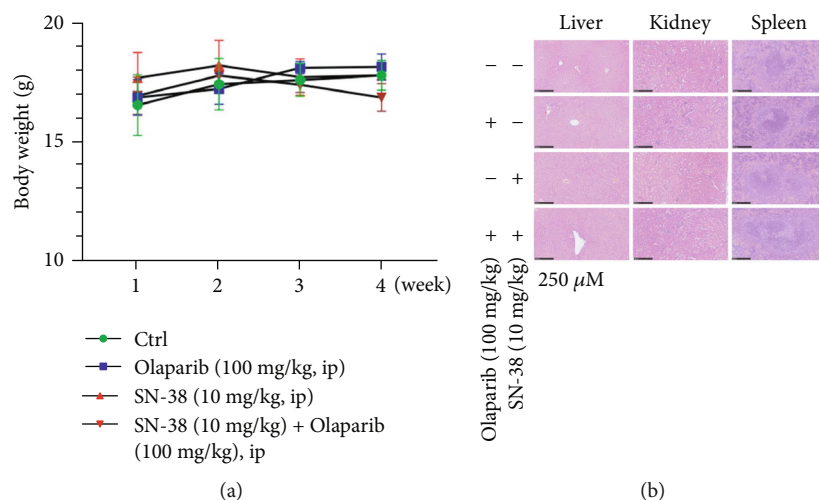 20
15
10
Body weight (g)
1 2 3 4 (week)
Ctrl
Olaparib (100 mg/kg, ip)
SN-38 (10 mg/kg, ip)
SN-38 (10 mg/kg) + Olaparib
(100 mg/kg), ip
(a)
Liver Kidney Spleen
− −
+ −
− +
+ +
Olaparib (100 mg/kg)
SN-38 (10 mg/kg)
250 μM
(b)